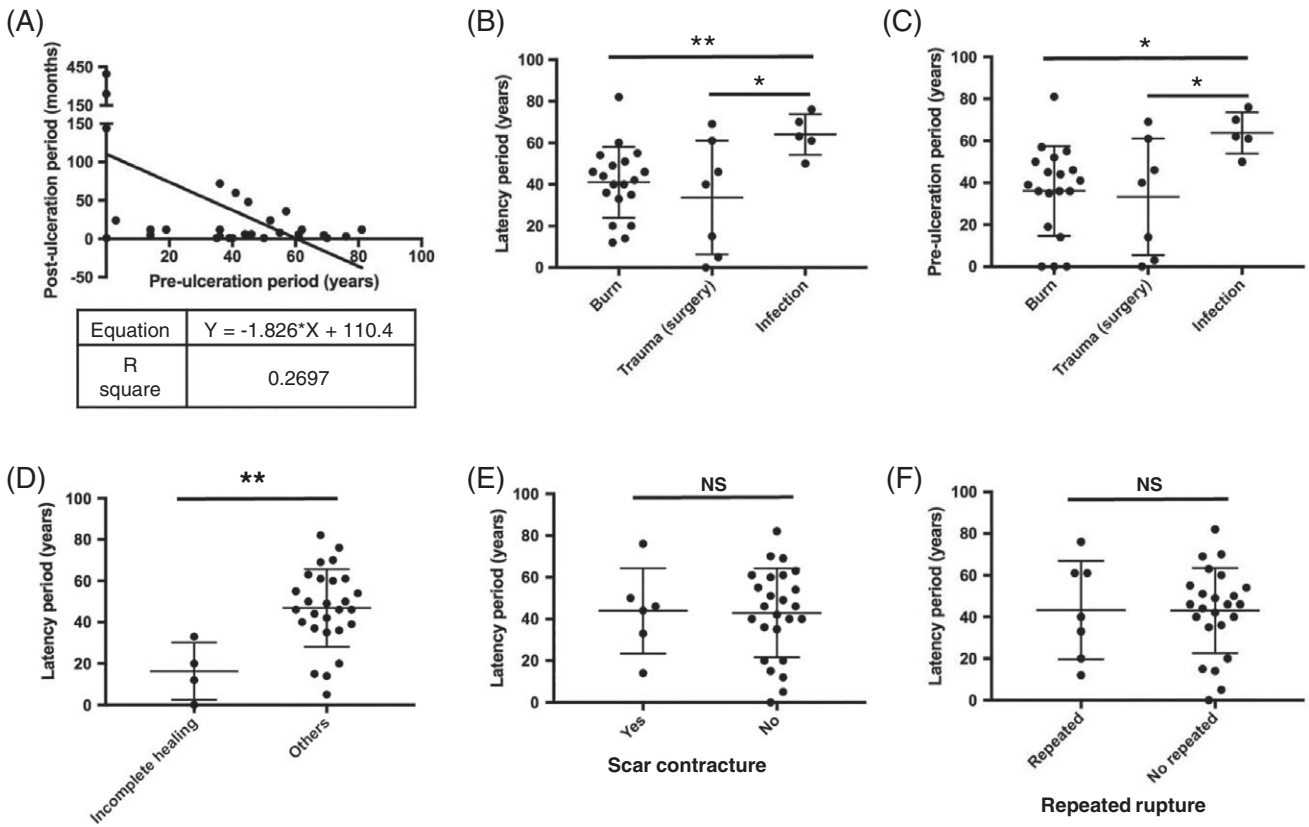 (A)
Post-ulceration period (months)
450
150
150
100
50
0
-50
20
40
60
80
100
Pre-ulceration period (years)
Equation Y = -1.826*X + 110.4
R square 0.2697
(B)
**
*
Latency period (years)
100
80
60
40
20
0
Burn
Trauma (surgery)
Infection
(C)
*
*
Pre-ulceration period (years)
100
80
60
40
20
0
Burn
Trauma (surgery)
Infection
(D)
**
Latency period (years)
100
80
60
40
20
0
Incomplete healing
Others
(E)
NS
Latency period (years)
100
80
60
40
20
0
Yes
No
Scar contracture
(F)
NS
Latency period (years)
100
80
60
40
20
0
Repeated
No repeated
Repeated rupture